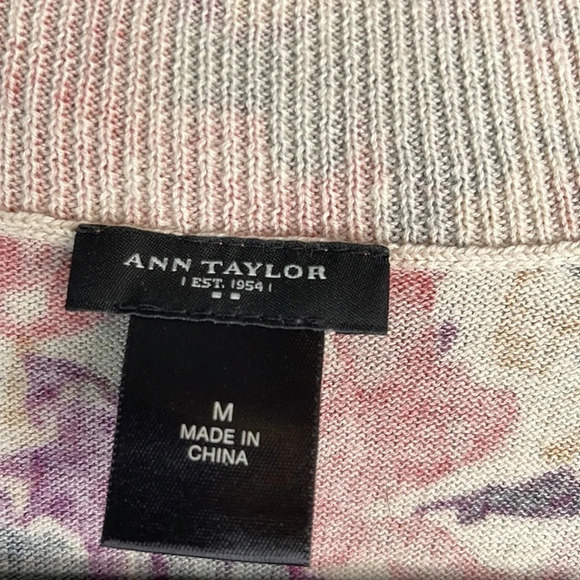 ANN TAYLOR
| EST. 1954 |
M
MADE IN
CHINA